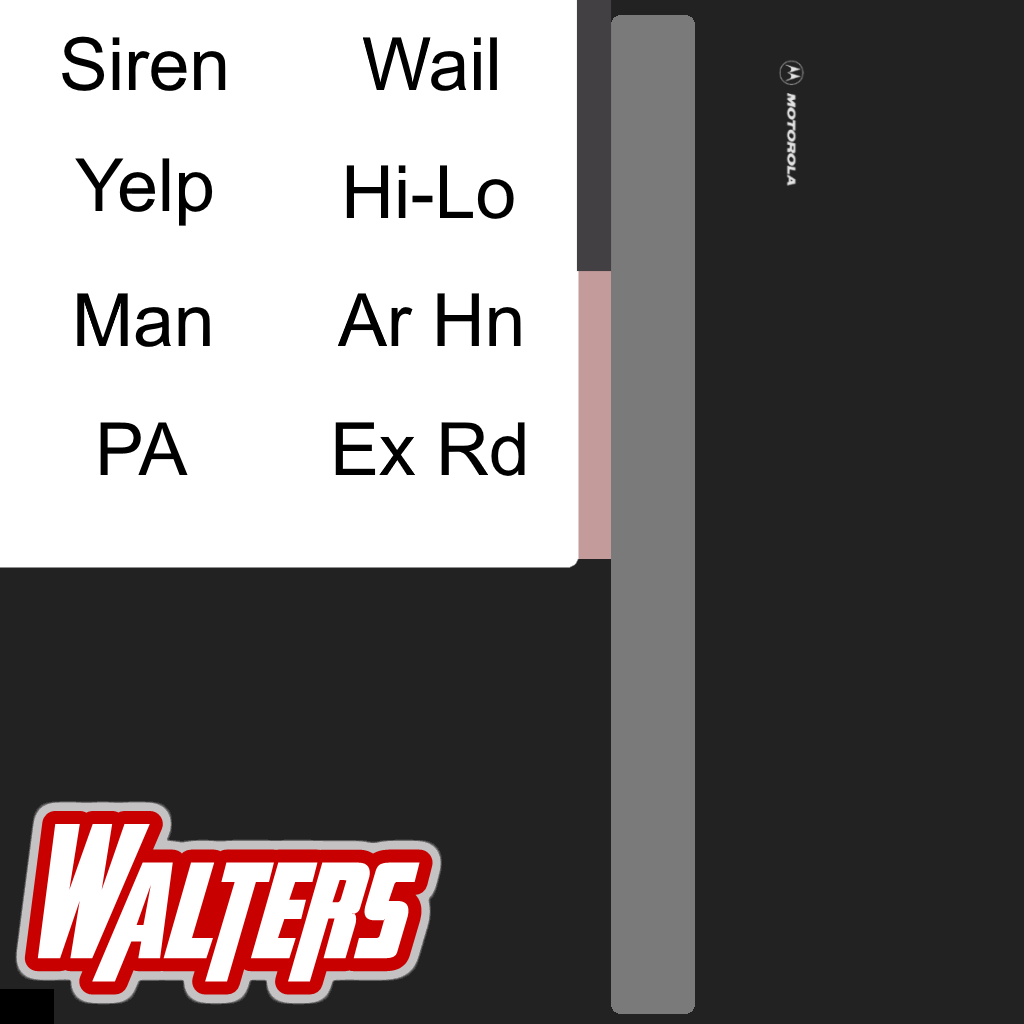 Siren Wail
Yelp Hi-Lo
Man Ar Hn
PA Ex Rd
MOTOROLA
WALTERS